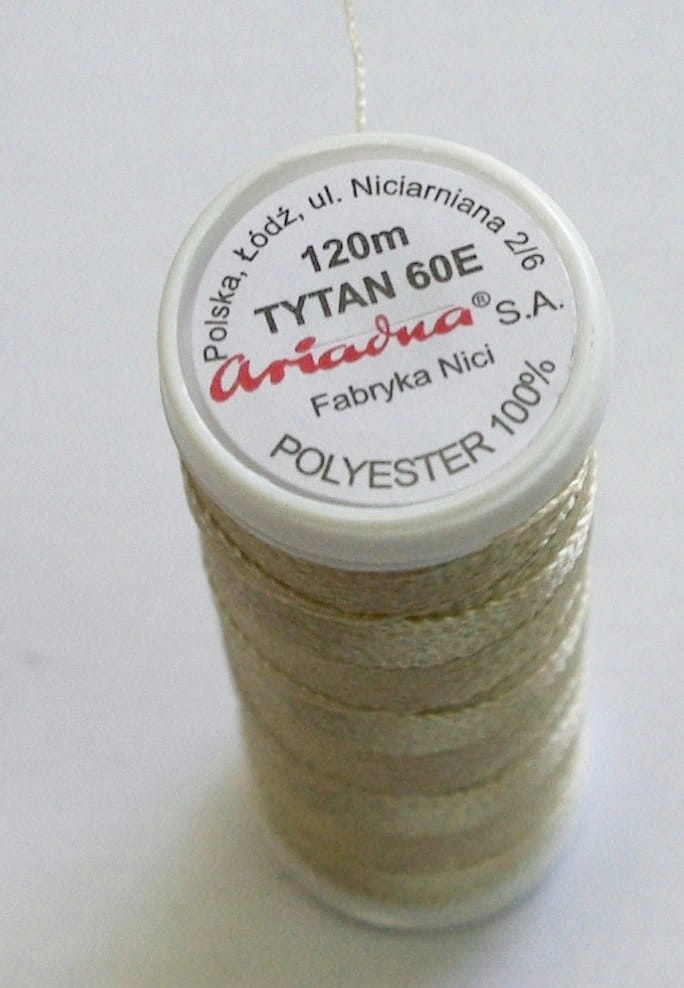 Polska, Łódź, ul. Niciarniana 2/6
120m
TYTAN 60E
ariadna® S.A.
Fabryka Nici
POLYESTER 100%